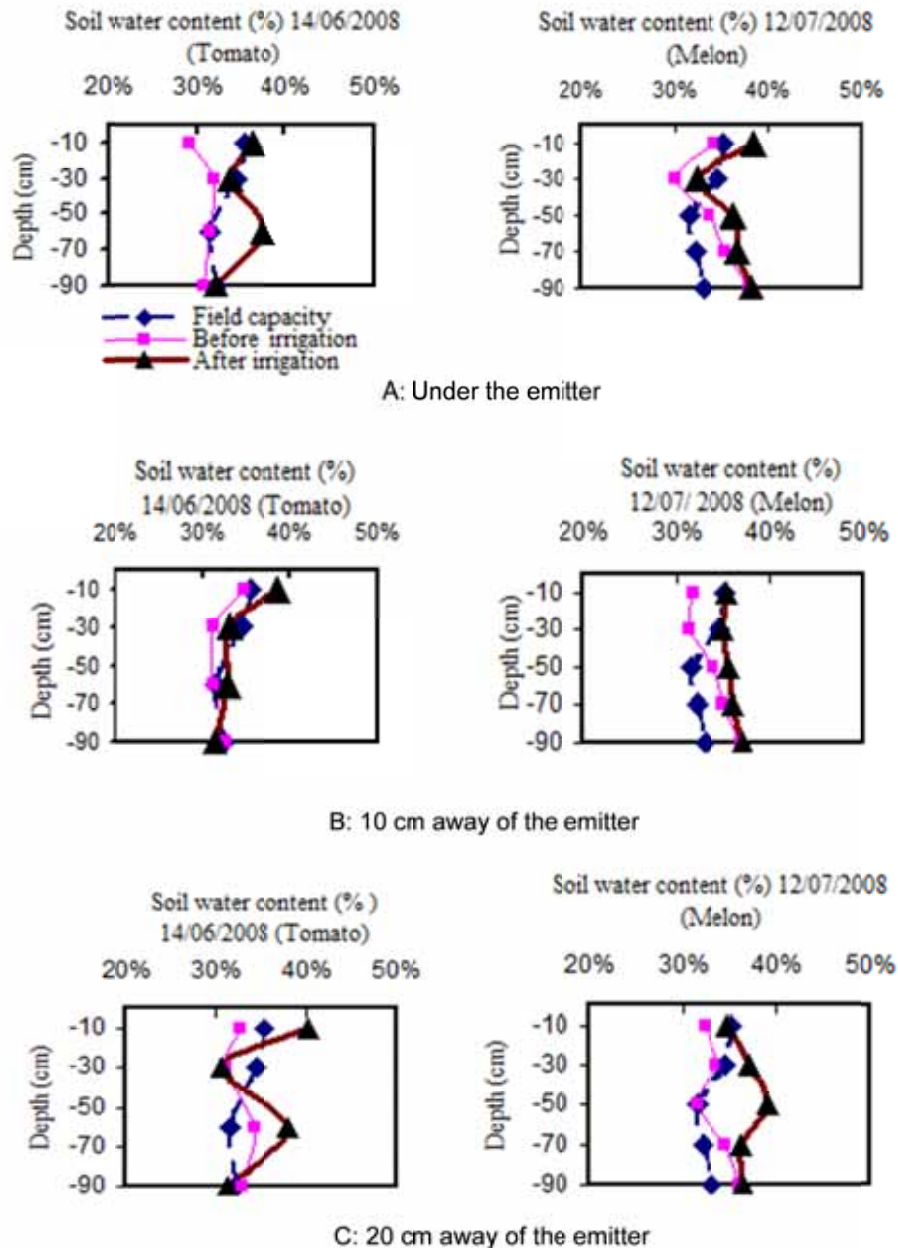 Soil water content (%) 14/06/2008
(Tomato)
20% 30% 40% 50%
Depth (cm)
-10
-30
-50
-70
-90
Soil water content (%) 12/07/2008
(Melon)
20% 30% 40% 50%
Depth (cm)
-10
-30
-50
-70
-90
Field capacity
Before irrigation
After irrigation
A: Under the emitter
Soil water content (%)
14/06/2008 (Tomato)
20% 30% 40% 50%
Depth (cm)
-10
-30
-50
-70
-90
Soil water content (%)
12/07/ 2008 (Melon)
20% 30% 40% 50%
Depth (cm)
-10
-30
-50
-70
-90
B: 10 cm away of the emitter
Soil water content (% )
14/06/2008 (Tomato)
20% 30% 40% 50%
Depth (cm)
-10
-30
-50
-70
-90
Soil water content (%) 12/07/2008
(Melon)
20% 30% 40% 50%
Depth (cm)
-10
-30
-50
-70
-90
C: 20 cm away of the emitter